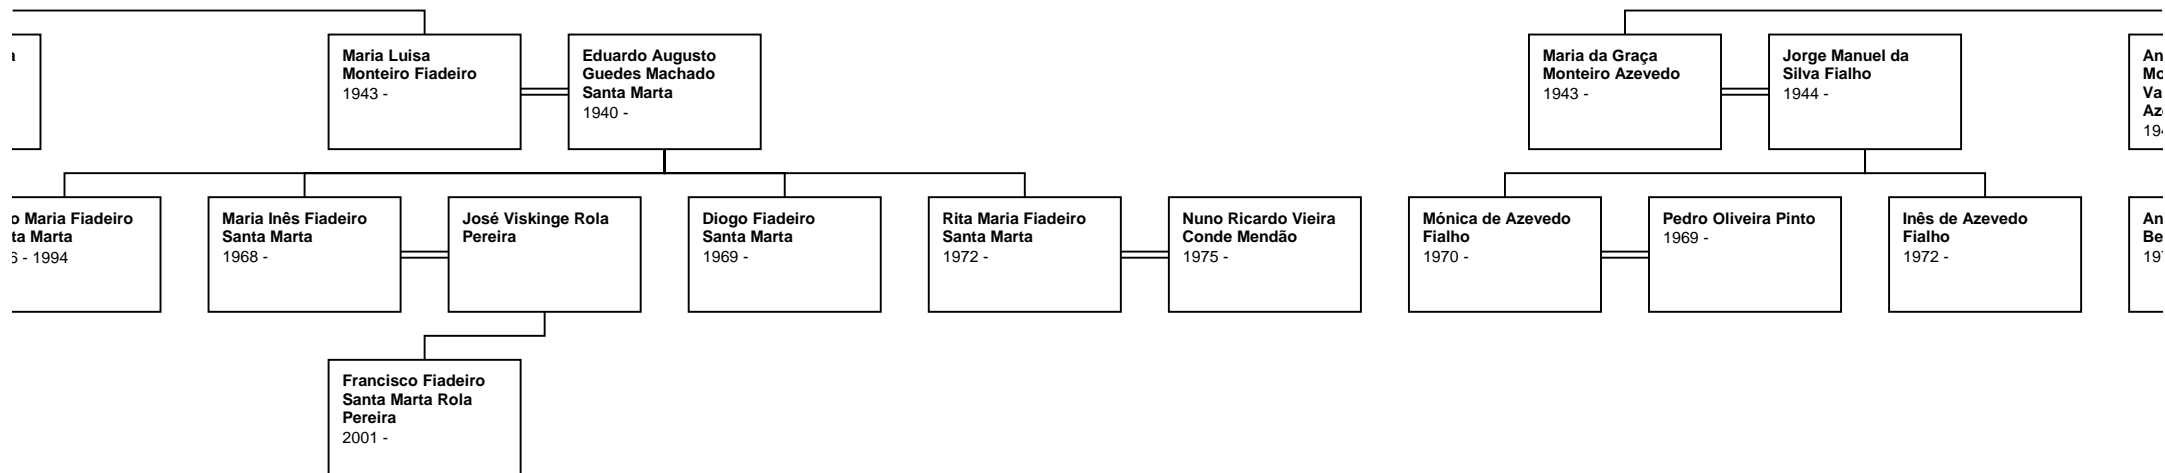 Maria Luisa
Monteiro Fiadeiro
1943 -
Eduardo Augusto
Guedes Machado
Santa Marta
1940 -
Maria da Graça
Monteiro Azevedo
1943 -
Jorge Manuel da
Silva Fialho
1944 -
Maria Fiadeiro
Marta
- 1994
Maria Inês Fiadeiro
Santa Marta
1968 -
José Viskinge Rola
Pereira
Diogo Fiadeiro
Santa Marta
1969 -
Rita Maria Fiadeiro
Santa Marta
1972 -
Nuno Ricardo Vieira
Conde Mendão
1975 -
Mónica de Azevedo
Fialho
1970 -
Pedro Oliveira Pinto
1969 -
Inês de Azevedo
Fialho
1972 -
Francisco Fiadeiro
Santa Marta Rola
Pereira
2001 -